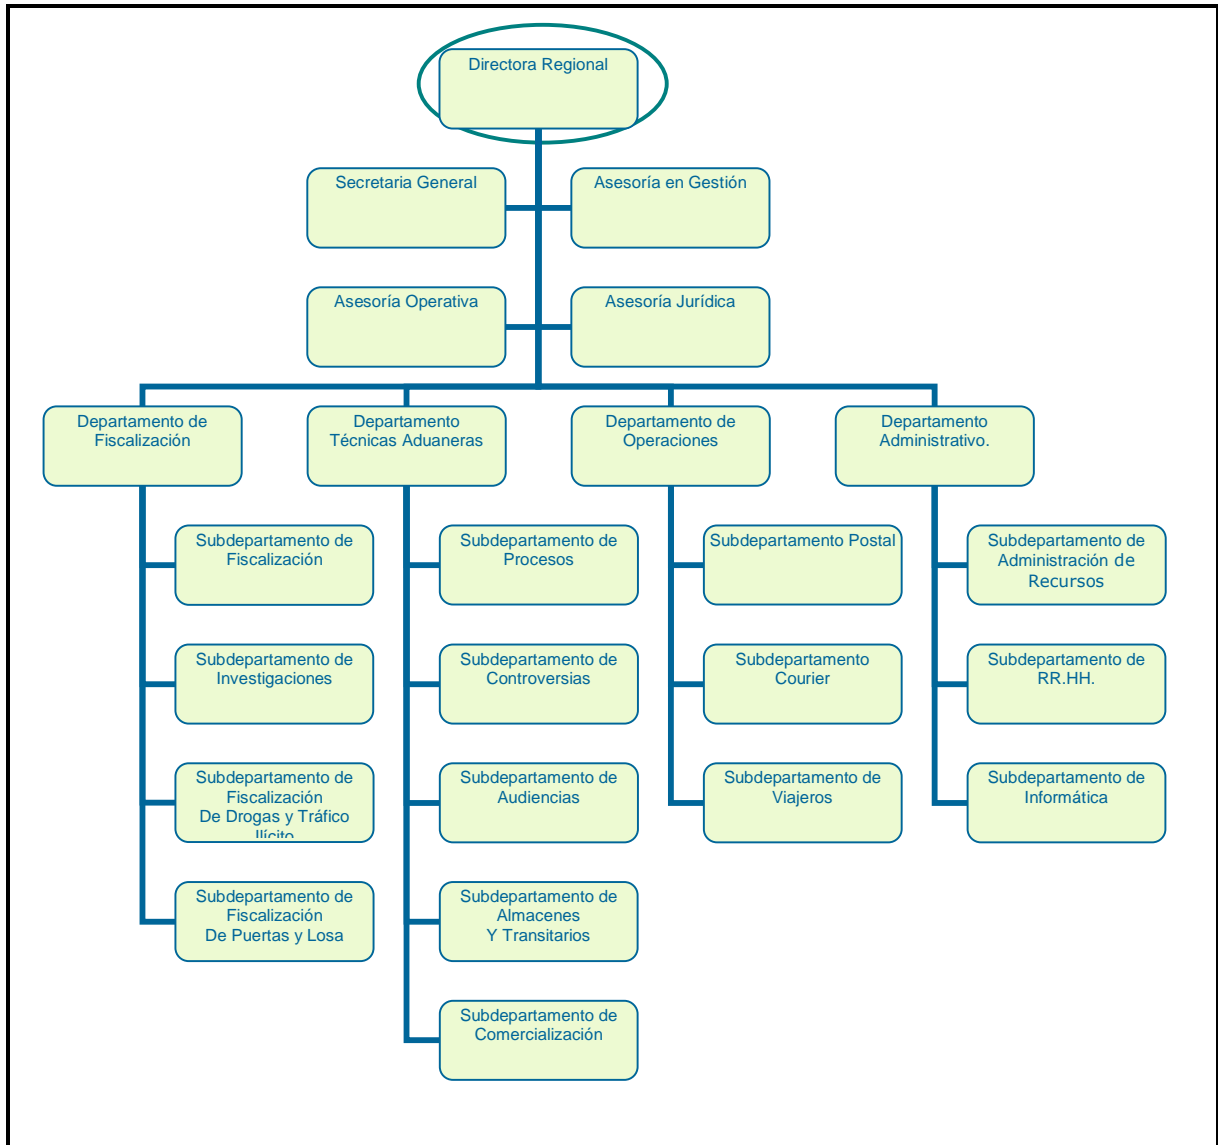 Directora Regional
Secretaria General
Asesoría en Gestión
Asesoría Operativa
Asesoría Jurídica
Departamento de
Fiscalización
Departamento
Técnicas Aduaneras
Departamento de
Operaciones
Departamento
Administrativo.
Subdepartamento de
Fiscalización
Subdepartamento de
Procesos
Subdepartamento Postal
Subdepartamento de
Administración de
Recursos
Subdepartamento de
Investigaciones
Subdepartamento de
Controversias
Subdepartamento
Courier
Subdepartamento de
RR.HH.
Subdepartamento de
Fiscalización
De Drogas y Tráfico
Ilícito
Subdepartamento de
Audiencias
Subdepartamento de
Viajeros
Subdepartamento de
Informática
Subdepartamento de
Fiscalización
De Puertas y Losa
Subdepartamento de
Almacenes
Y Transitarios
Subdepartamento de
Comercialización